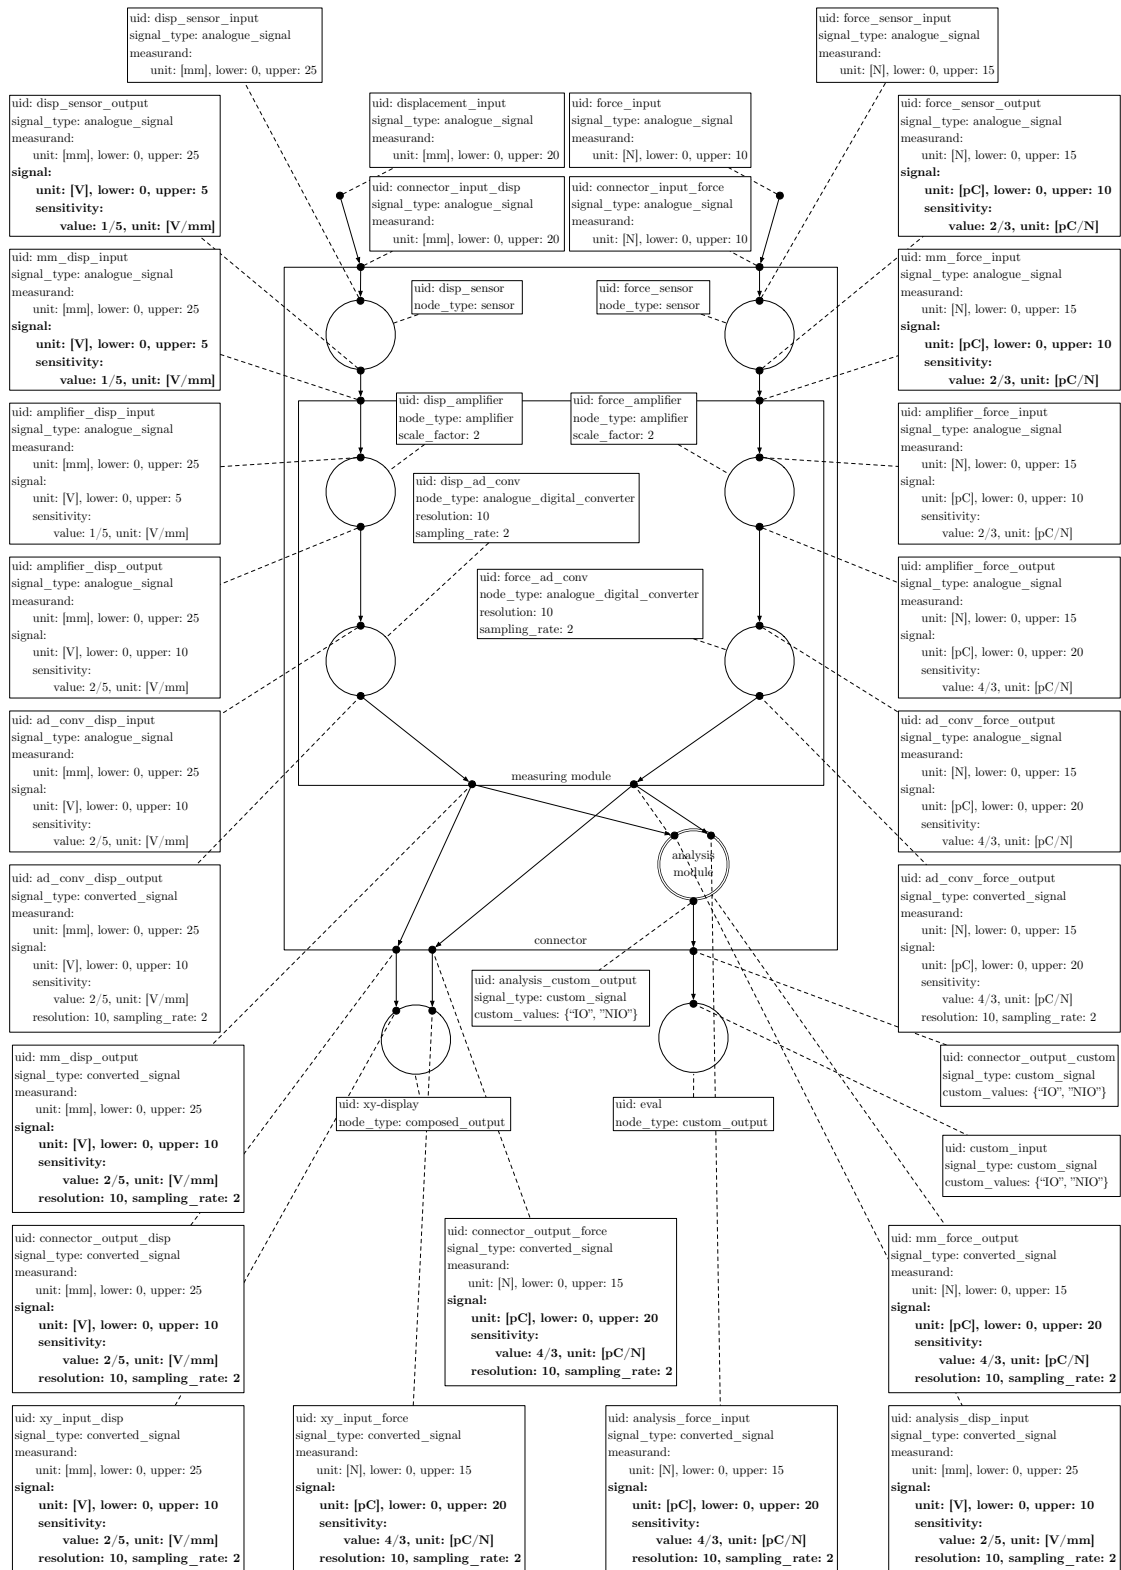 uid: disp_sensor_input
signal_type: analogue_signal
measurand:
unit: [mm], lower: 0, upper: 25
uid: force_sensor_input
signal_type: analogue_signal
measurand:
unit: [N], lower: 0, upper: 15
uid: disp_sensor_output
signal_type: analogue_signal
measurand:
unit: [mm], lower: 0, upper: 25
signal:
unit: [V], lower: 0, upper: 5
sensitivity:
value: 1/5, unit: [V/mm]
uid: displacement_input
signal_type: analogue_signal
measurand:
unit: [mm], lower: 0, upper: 20
uid: force_input
signal_type: analogue_signal
measurand:
unit: [N], lower: 0, upper: 10
uid: force_sensor_output
signal_type: analogue_signal
measurand:
unit: [N], lower: 0, upper: 15
signal:
unit: [pC], lower: 0, upper: 10
sensitivity:
value: 2/3, unit: [pC/N]
uid: connector_input_disp
signal_type: analogue_signal
measurand:
unit: [mm], lower: 0, upper: 20
uid: connector_input_force
signal_type: analogue_signal
measurand:
unit: [N], lower: 0, upper: 10
uid: mm_disp_input
signal_type: analogue_signal
measurand:
unit: [mm], lower: 0, upper: 25
signal:
unit: [V], lower: 0, upper: 5
sensitivity:
value: 1/5, unit: [V/mm]
uid: disp_sensor
node_type: sensor
uid: force_sensor
node_type: sensor
uid: mm_force_input
signal_type: analogue_signal
measurand:
unit: [N], lower: 0, upper: 15
signal:
unit: [pC], lower: 0, upper: 10
sensitivity:
value: 2/3, unit: [pC/N]
uid: amplifier_disp_input
signal_type: analogue_signal
measurand:
unit: [mm], lower: 0, upper: 25
signal:
unit: [V], lower: 0, upper: 5
sensitivity:
value: 1/5, unit: [V/mm]
uid: disp_amplifier
node_type: amplifier
scale_factor: 2
uid: force_amplifier
node_type: amplifier
scale_factor: 2
uid: amplifier_force_input
signal_type: analogue_signal
measurand:
unit: [N], lower: 0, upper: 15
signal:
unit: [pC], lower: 0, upper: 10
sensitivity:
value: 2/3, unit: [pC/N]
uid: disp_ad_conv
node_type: analogue_digital_converter
resolution: 10
sampling_rate: 2
uid: amplifier_disp_output
signal_type: analogue_signal
measurand:
unit: [mm], lower: 0, upper: 25
signal:
unit: [V], lower: 0, upper: 10
sensitivity:
value: 2/5, unit: [V/mm]
uid: force_ad_conv
node_type: analogue_digital_converter
resolution: 10
sampling_rate: 2
uid: amplifier_force_output
signal_type: analogue_signal
measurand:
unit: [N], lower: 0, upper: 15
signal:
unit: [pC], lower: 0, upper: 20
sensitivity:
value: 4/3, unit: [pC/N]
uid: ad_conv_disp_input
signal_type: analogue_signal
measurand:
unit: [mm], lower: 0, upper: 25
signal:
unit: [V], lower: 0, upper: 10
sensitivity:
value: 2/5, unit: [V/mm]
measuring module
uid: ad_conv_force_output
signal_type: analogue_signal
measurand:
unit: [N], lower: 0, upper: 15
signal:
unit: [pC], lower: 0, upper: 20
sensitivity:
value: 4/3, unit: [pC/N]
analysis
module
uid: ad_conv_disp_output
signal_type: converted_signal
measurand:
unit: [mm], lower: 0, upper: 25
signal:
unit: [V], lower: 0, upper: 10
sensitivity:
value: 2/5, unit: [V/mm]
resolution: 10, sampling_rate: 2
connector
uid: ad_conv_force_output
signal_type: converted_signal
measurand:
unit: [N], lower: 0, upper: 15
signal:
unit: [pC], lower: 0, upper: 20
sensitivity:
value: 4/3, unit: [pC/N]
resolution: 10, sampling_rate: 2
uid: analysis_custom_output
signal_type: custom_signal
custom_values: {“IO”, ”NIO”}
uid: mm_disp_output
signal_type: converted_signal
measurand:
unit: [mm], lower: 0, upper: 25
signal:
unit: [V], lower: 0, upper: 10
sensitivity:
value: 2/5, unit: [V/mm]
resolution: 10, sampling_rate: 2
uid: connector_output_custom
signal_type: custom_signal
custom_values: {“IO”, ”NIO”}
uid: xy-display
node_type: composed_output
uid: eval
node_type: custom_output
uid: custom_input
signal_type: custom_signal
custom_values: {“IO”, ”NIO”}
uid: connector_output_disp
signal_type: converted_signal
measurand:
unit: [mm], lower: 0, upper: 25
signal:
unit: [V], lower: 0, upper: 10
sensitivity:
value: 2/5, unit: [V/mm]
resolution: 10, sampling_rate: 2
uid: connector_output_force
signal_type: converted_signal
measurand:
unit: [N], lower: 0, upper: 15
signal:
unit: [pC], lower: 0, upper: 20
sensitivity:
value: 4/3, unit: [pC/N]
resolution: 10, sampling_rate: 2
uid: mm_force_output
signal_type: converted_signal
measurand:
unit: [N], lower: 0, upper: 15
signal:
unit: [pC], lower: 0, upper: 20
sensitivity:
value: 4/3, unit: [pC/N]
resolution: 10, sampling_rate: 2
uid: xy_input_disp
signal_type: converted_signal
measurand:
unit: [mm], lower: 0, upper: 25
signal:
unit: [V], lower: 0, upper: 10
sensitivity:
value: 2/5, unit: [V/mm]
resolution: 10, sampling_rate: 2
uid: xy_input_force
signal_type: converted_signal
measurand:
unit: [N], lower: 0, upper: 15
signal:
unit: [pC], lower: 0, upper: 20
sensitivity:
value: 4/3, unit: [pC/N]
resolution: 10, sampling_rate: 2
uid: analysis_force_input
signal_type: converted_signal
measurand:
unit: [N], lower: 0, upper: 15
signal:
unit: [pC], lower: 0, upper: 20
sensitivity:
value: 4/3, unit: [pC/N]
resolution: 10, sampling_rate: 2
uid: analysis_disp_input
signal_type: converted_signal
measurand:
unit: [mm], lower: 0, upper: 25
signal:
unit: [V], lower: 0, upper: 10
sensitivity:
value: 2/5, unit: [V/mm]
resolution: 10, sampling_rate: 2